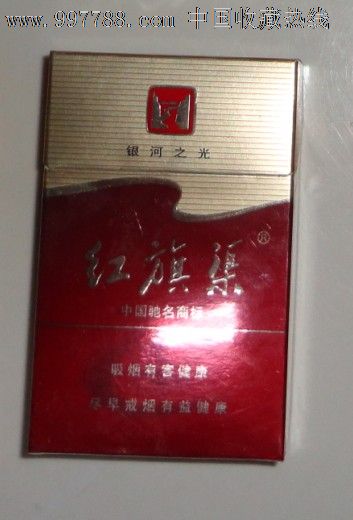 www.997788.com 中国收藏热线
银河之光
红旗渠®
中国驰名商标
吸烟有害健康
尽早戒烟有益健康